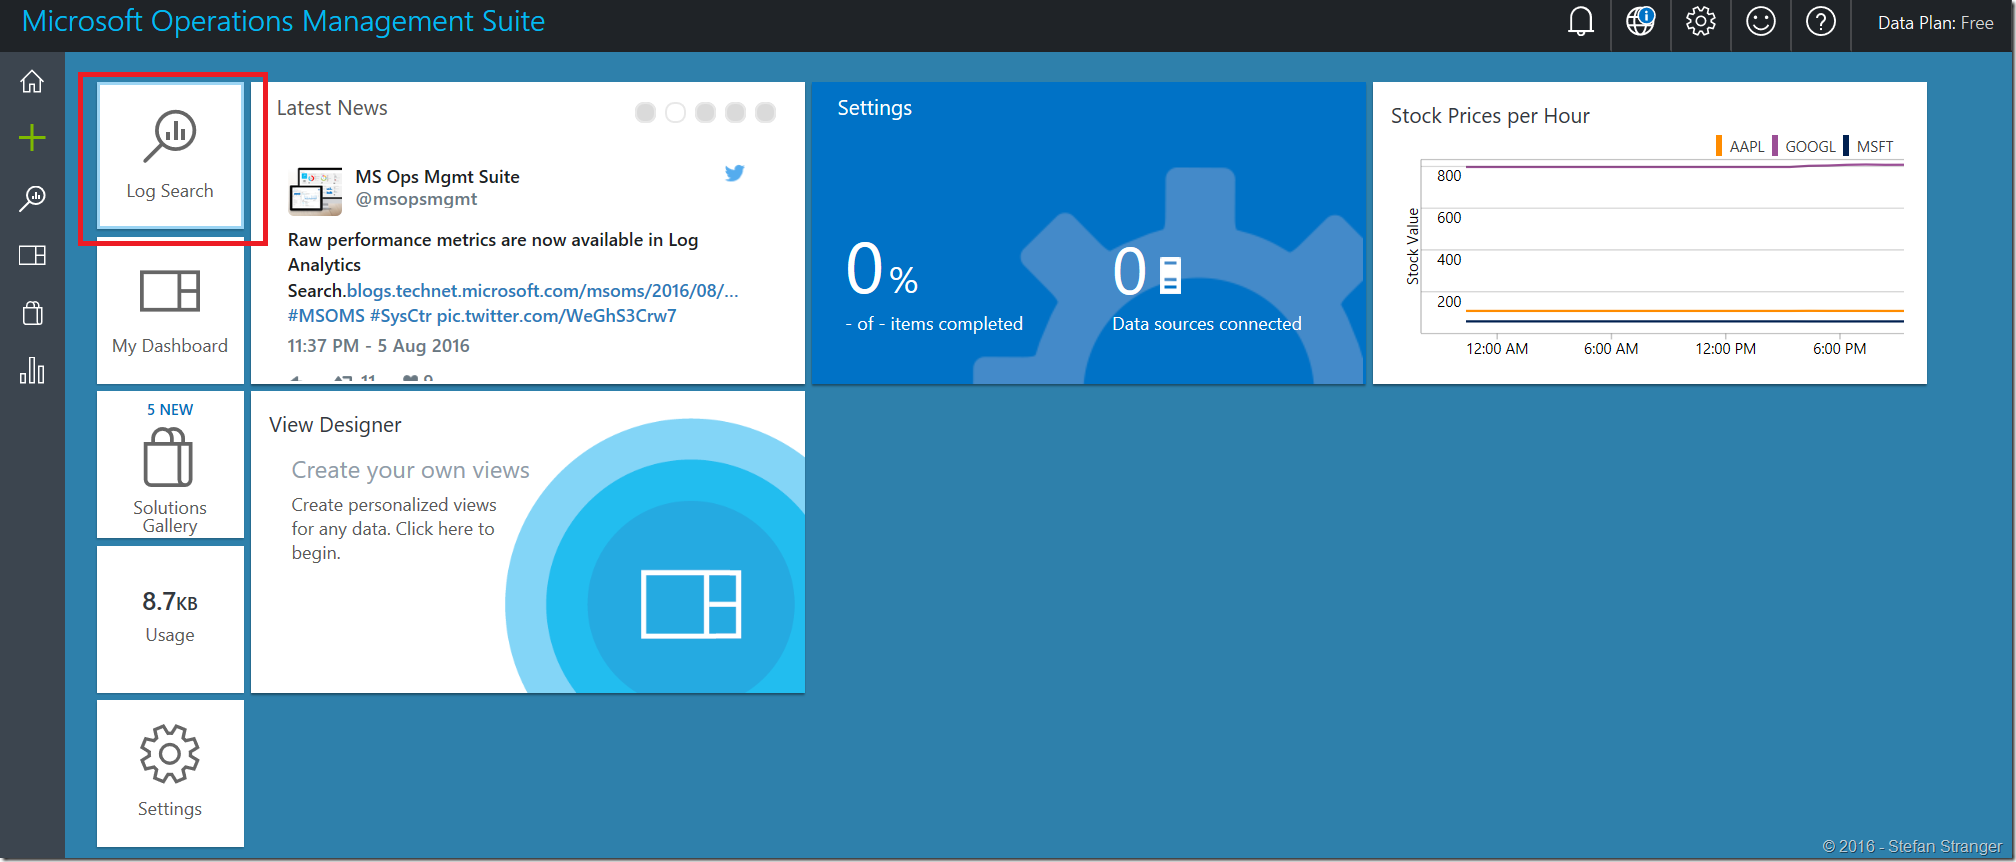 Microsoft Operations Management Suite
Data Plan: Free
Log Search
My Dashboard
5 NEW
Solutions
Gallery
8.7KB
Usage
Settings
Latest News
MS Ops Mgmt Suite
@msopsmgmt
Raw performance metrics are now available in Log
Analytics
Search.blogs.technet.microsoft.com/msoms/2016/08/...
#MSOMS #SysCtr pic.twitter.com/WeGhS3Crw7
11:37 PM - 5 Aug 2016
View Designer
Create your own views
Create personalized views
for any data. Click here to
begin.
Settings
0 %
- of - items completed
0
Data sources connected
Stock Prices per Hour
AAPL GOOGL MSFT
Stock Value
800
600
400
200
12:00 AM 6:00 AM 12:00 PM 6:00 PM
© 2016 - Stefan Stranger